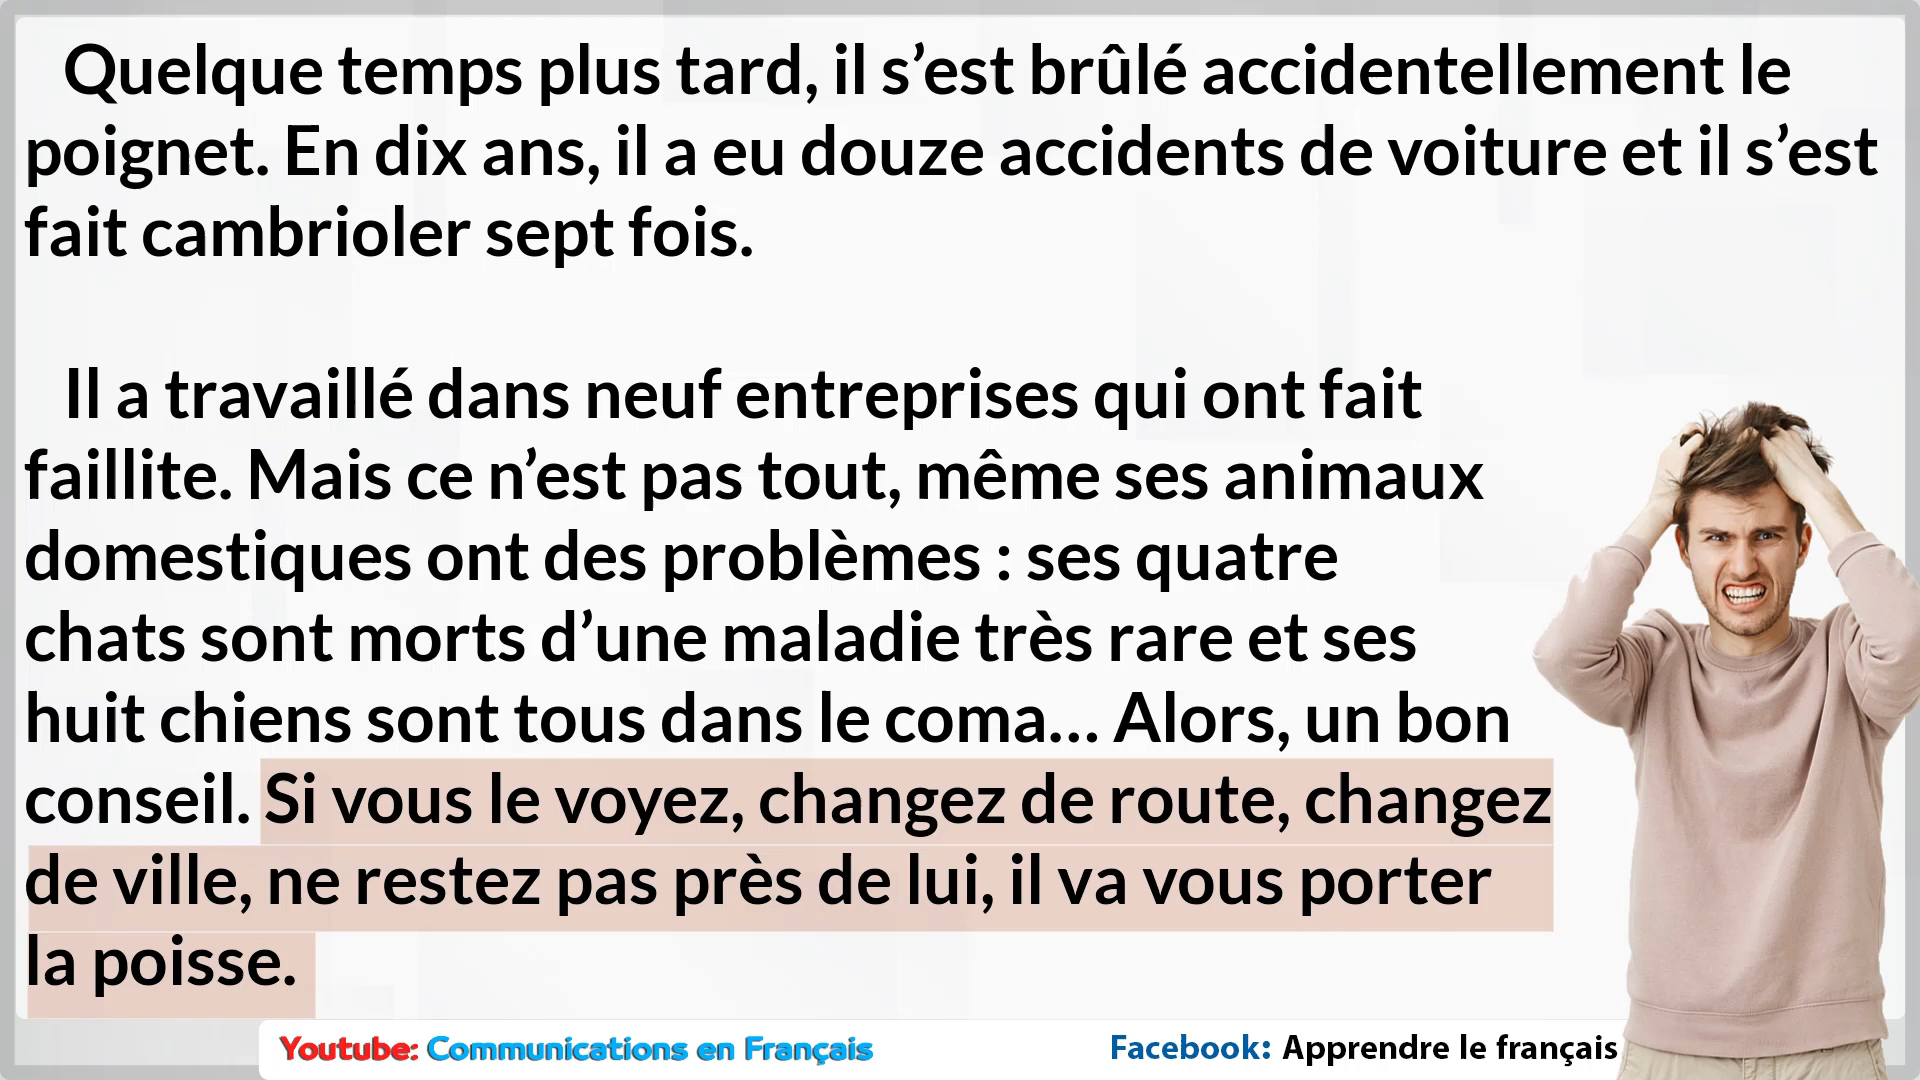 Quelque temps plus tard, il s’est brûlé accidentellement le
poignet. En dix ans, il a eu douze accidents de voiture et il s’est
fait cambrioler sept fois.
Il a travaillé dans neuf entreprises qui ont fait
faillite. Mais ce n’est pas tout, même ses animaux
domestiques ont des problèmes : ses quatre
chats sont morts d’une maladie très rare et ses
huit chiens sont tous dans le coma… Alors, un bon
conseil. Si vous le voyez, changez de route, changez
de ville, ne restez pas près de lui, il va vous porter
la poisse.
Youtube: Communications en Français
Facebook: Apprendre le français